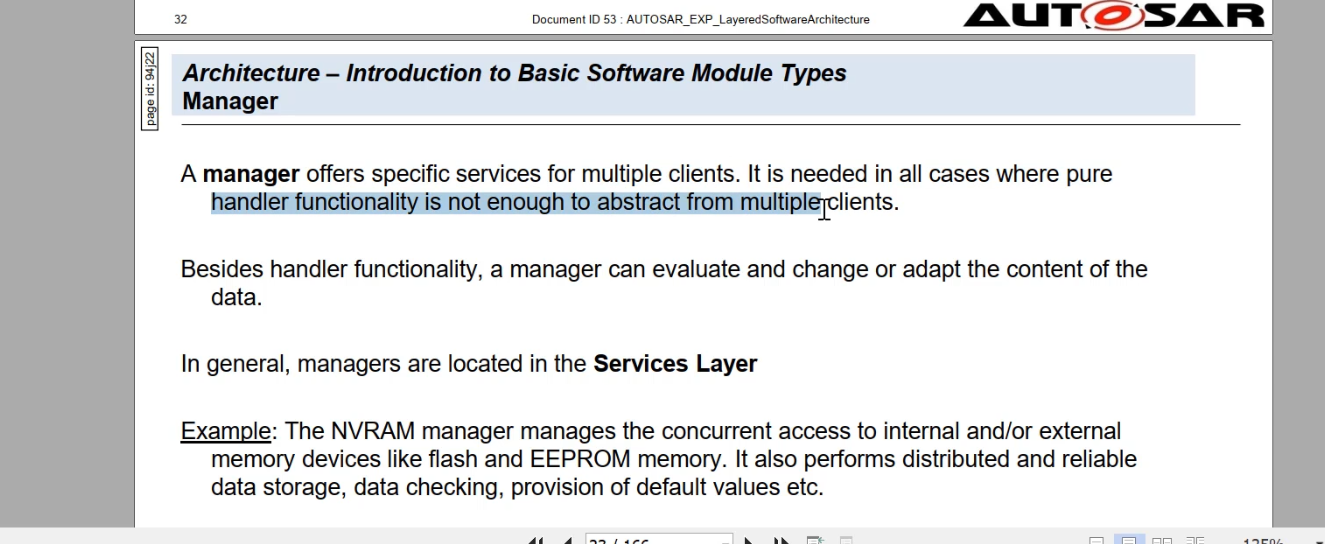 32
Document ID 53 : AUTOSAR_EXP_LayeredSoftwareArchitecture
AUTOSAR
page id: 94j22
Architecture – Introduction to Basic Software Module Types
Manager
A manager offers specific services for multiple clients. It is needed in all cases where pure
handler functionality is not enough to abstract from multiple clients.
Besides handler functionality, a manager can evaluate and change or adapt the content of the
data.
In general, managers are located in the Services Layer
Example: The NVRAM manager manages the concurrent access to internal and/or external
memory devices like flash and EEPROM memory. It also performs distributed and reliable
data storage, data checking, provision of default values etc.